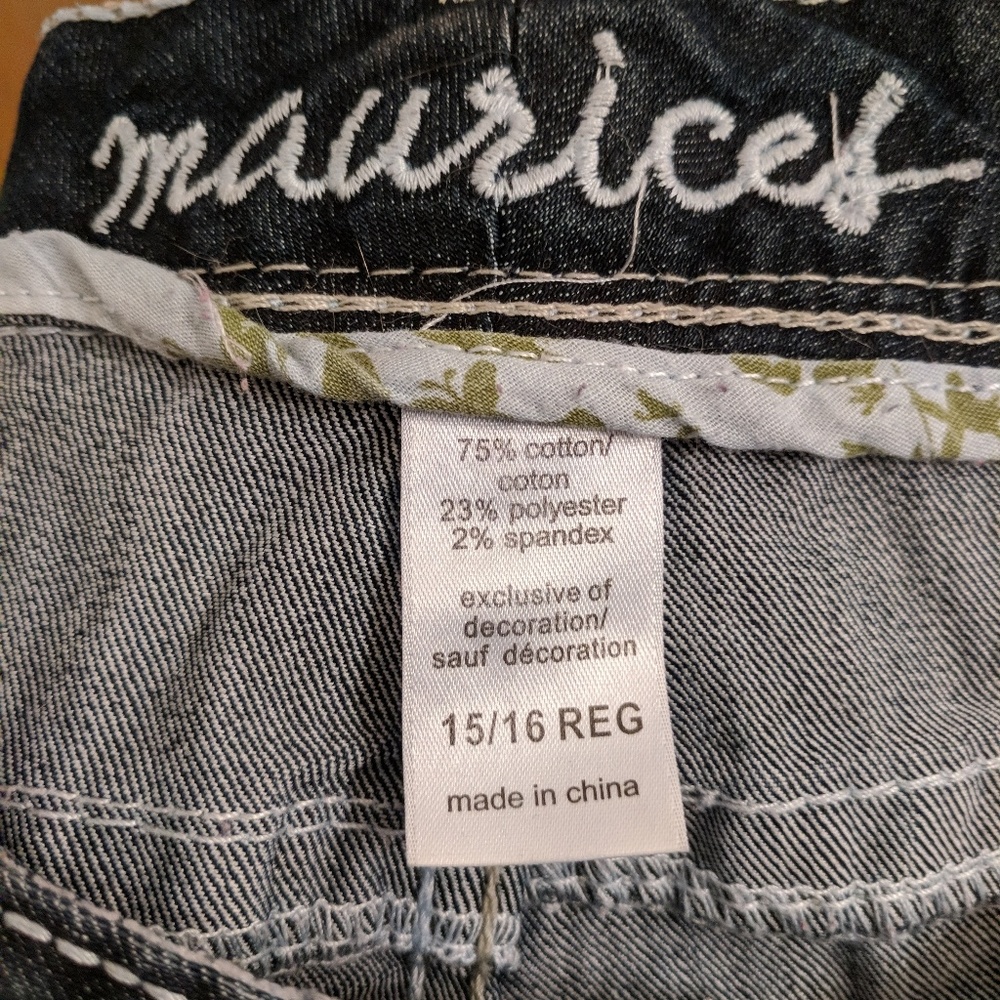 maurices
75% cotton/
coton
23% polyester
2% spandex
exclusive of
decoration/
sauf décoration
15/16 REG
made in china